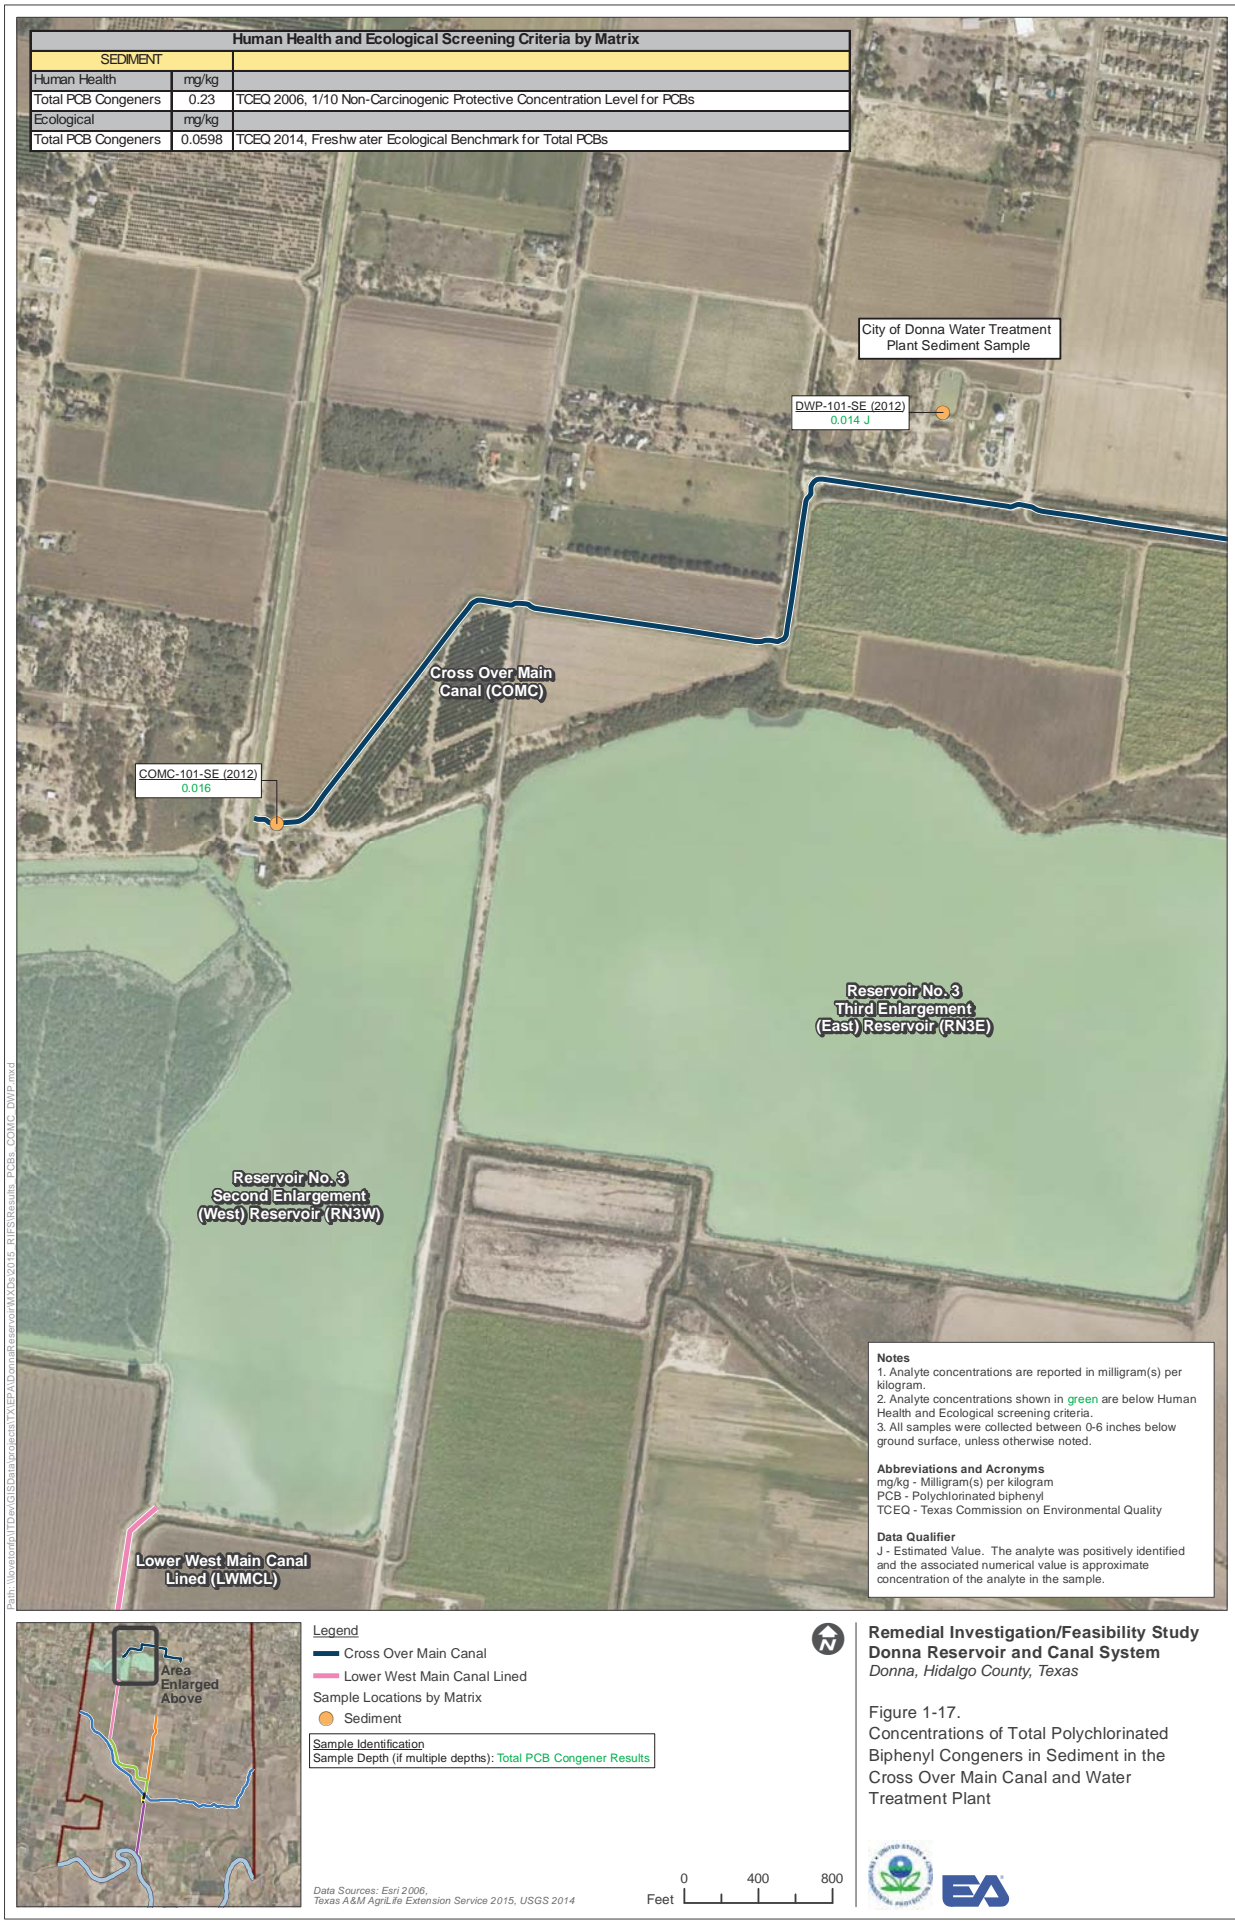 Human Health and Ecological Screening Criteria by Matrix
SEDIMENT
Human Health mg/kg
Total PCB Congeners 0.23 TCEQ 2006, 1/10 Non-Carcinogenic Protective Concentration Level for PCBs
Ecological mg/kg
Total PCB Congeners 0.0598 TCEQ 2014, Freshwater Ecological Benchmark for Total PCBs
City of Donna Water Treatment
Plant Sediment Sample
DWP-101-SE (2012)
0.014 J
Cross Over Main
Canal (COMC)
COMC-101-SE (2012)
0.016
Reservoir No. 3
Third Enlargement
(East) Reservoir (RN3E)
Reservoir No. 3
Second Enlargement
(West) Reservoir (RN3W)
Lower West Main Canal
Lined (LWMCL)
Notes
1. Analyte concentrations are reported in milligram(s) per
kilogram.
2. Analyte concentrations shown in green are below Human
Health and Ecological screening criteria.
3. All samples were collected between 0-6 inches below
ground surface, unless otherwise noted.
Abbreviations and Acronyms
mg/kg - Milligram(s) per kilogram
PCB - Polychlorinated biphenyl
TCEQ - Texas Commission on Environmental Quality
Data Qualifier
J - Estimated Value. The analyte was positively identified
and the associated numerical value is approximate
concentration of the analyte in the sample.
Area
Enlarged
Above
Legend
Cross Over Main Canal
Lower West Main Canal Lined
Sample Locations by Matrix
Sediment
Sample Identification
Sample Depth (if multiple depths): Total PCB Congener Results
Data Sources: Esri 2006,
Texas A&M AgriLife Extension Service 2015, USGS 2014
N
0 400 800
Feet
Remedial Investigation/Feasibility Study
Donna Reservoir and Canal System
Donna, Hidalgo County, Texas
Figure 1-17.
Concentrations of Total Polychlorinated
Biphenyl Congeners in Sediment in the
Cross Over Main Canal and Water
Treatment Plant
EA